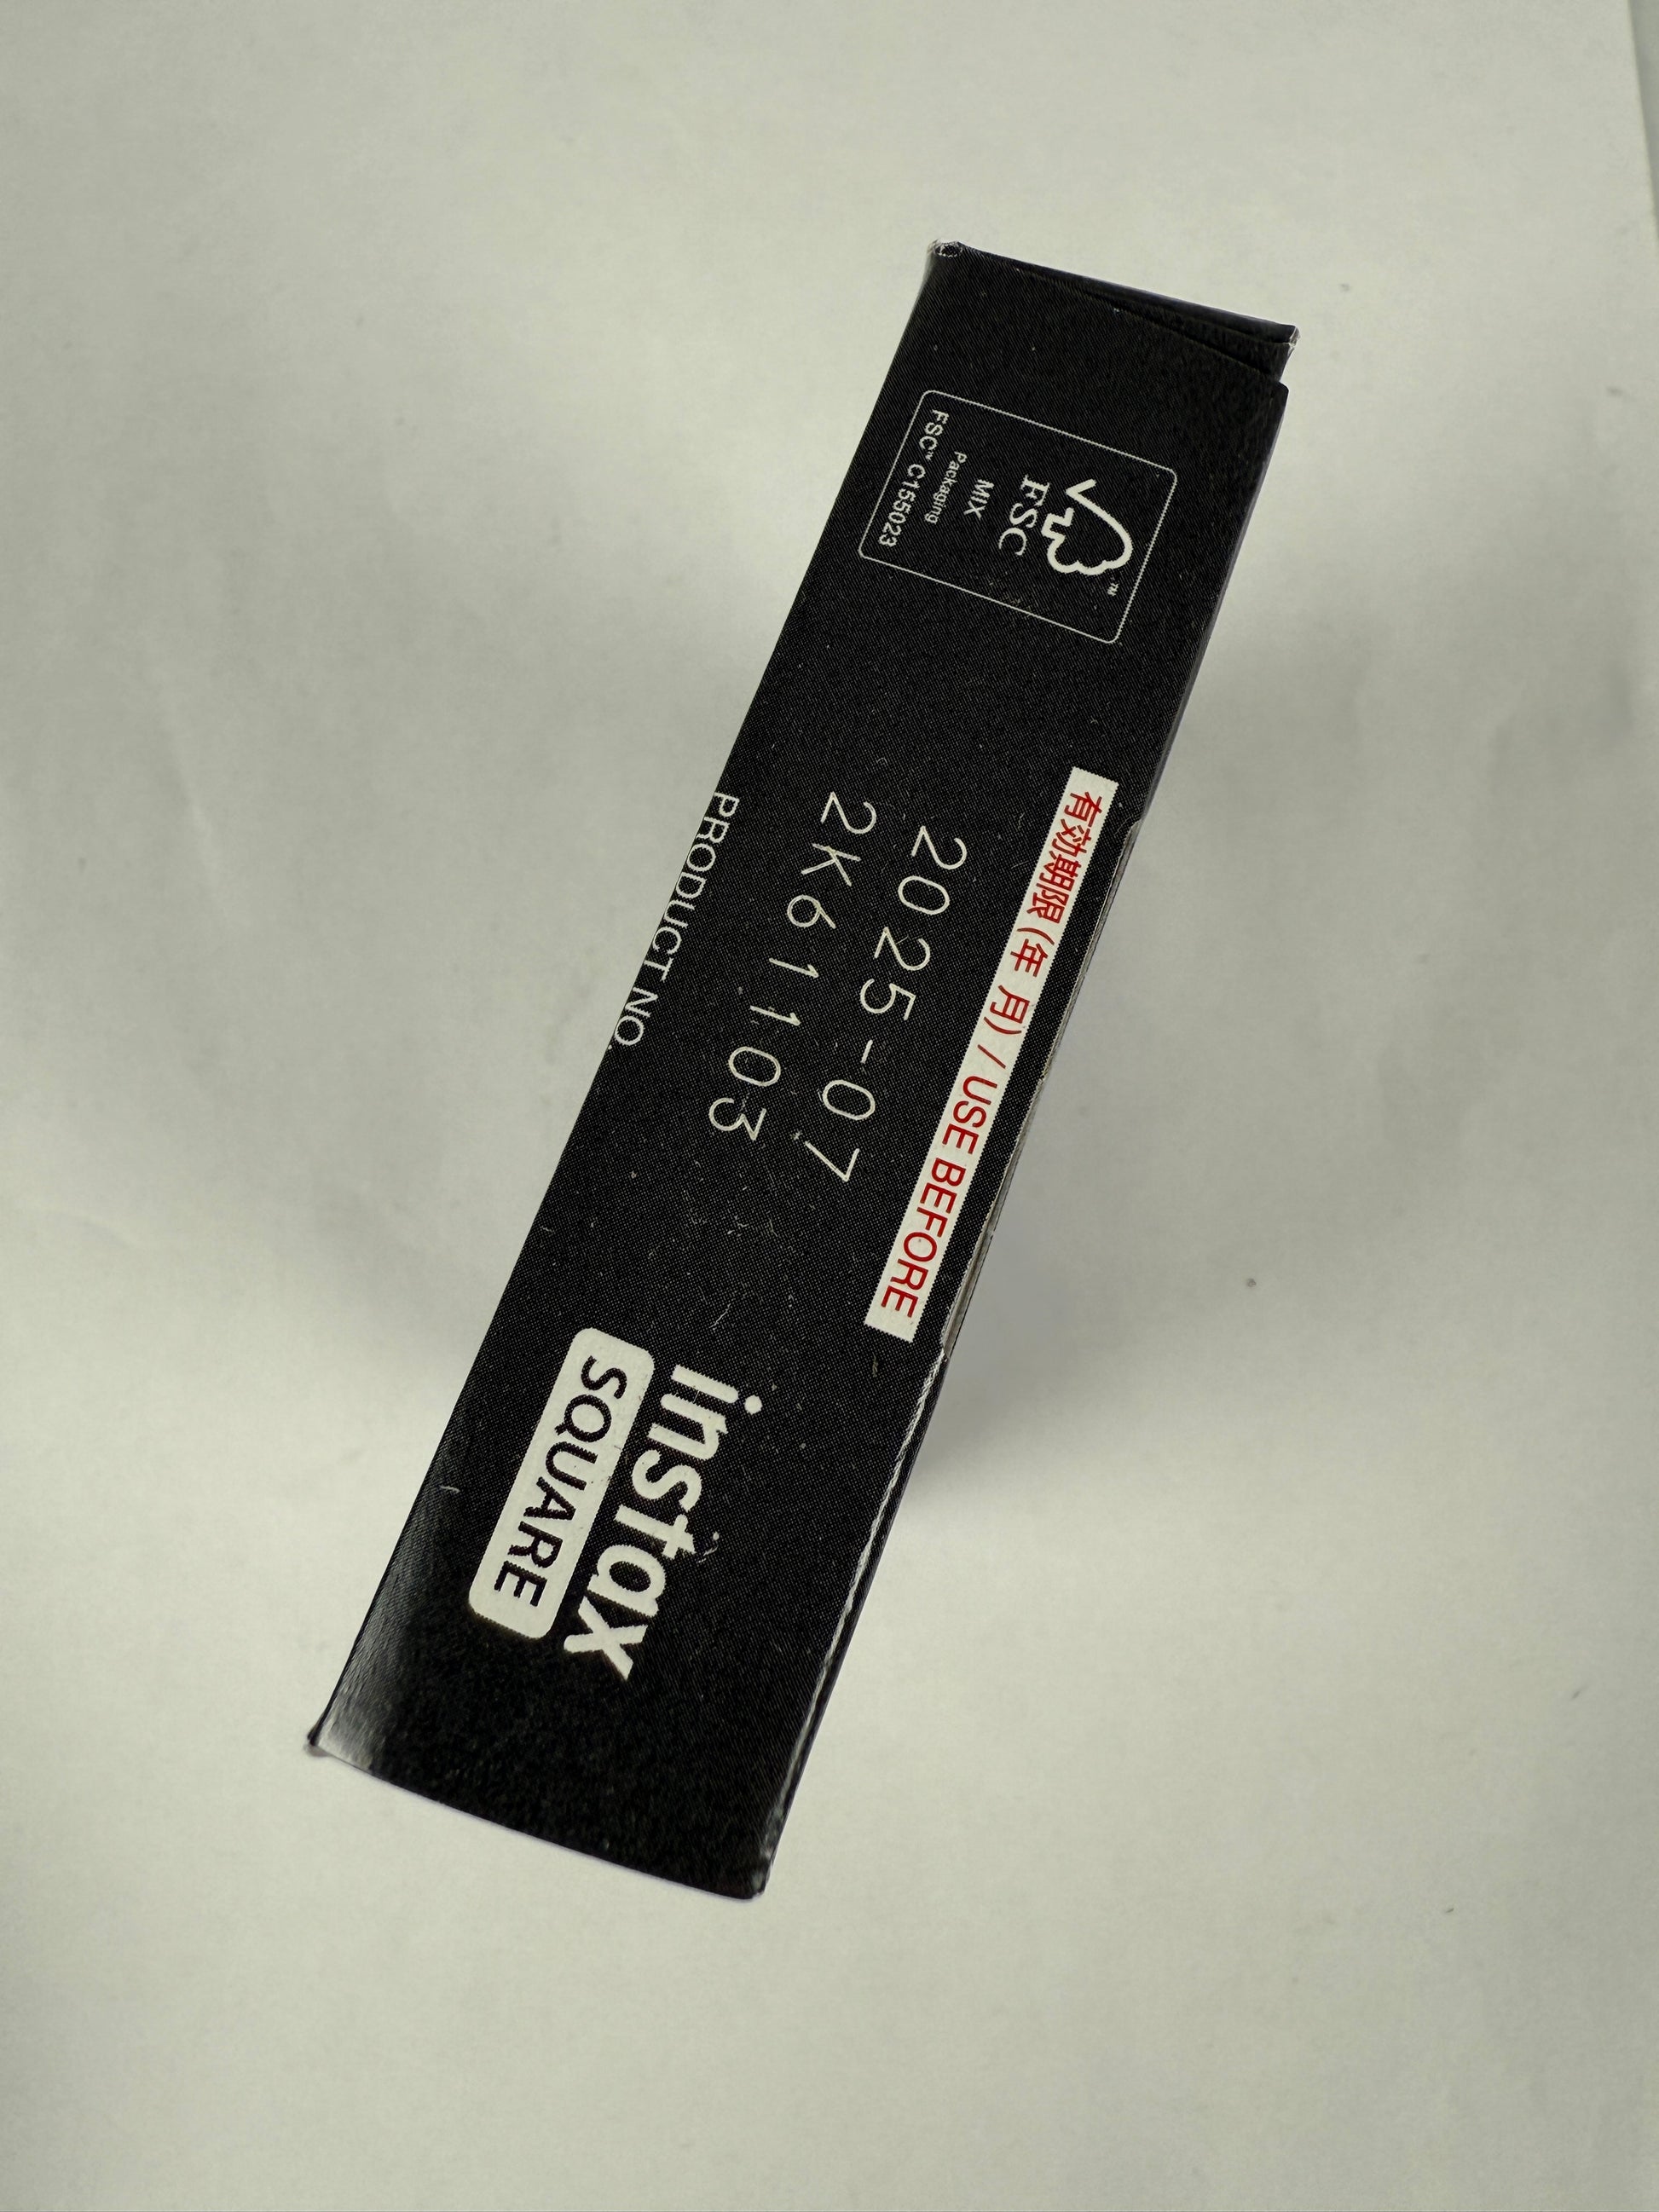 有効期限 (年 月) / USE BEFORE
2025-07
2K61103
PRODUCT NO.
FSC
MIX
Packaging
FSC™ C155023
instax
SQUARE